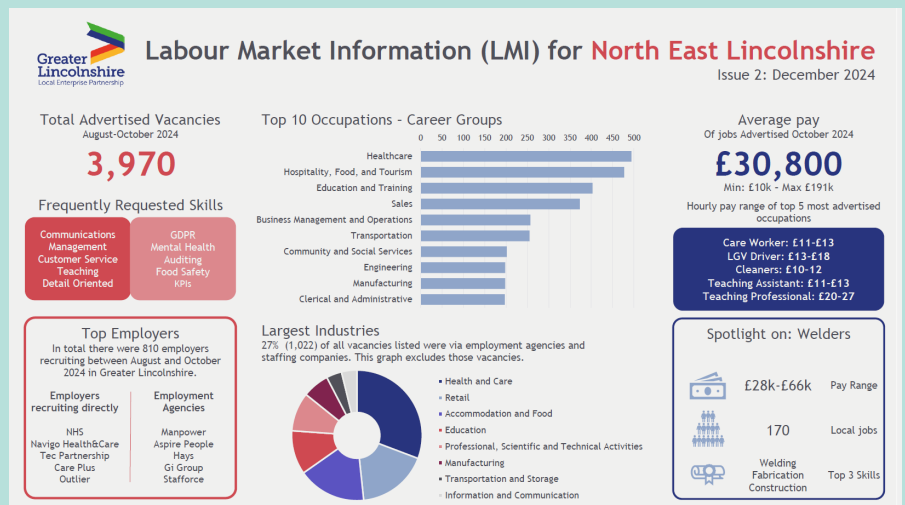 Greater
Lincolnshire
Local Enterprise Partnership
Labour Market Information (LMI) for North East Lincolnshire
Issue 2: December 2024
Total Advertised Vacancies
August-October 2024
3,970
Frequently Requested Skills
Communications
Management
Customer Service
Teaching
Detail Oriented
GDPR
Mental Health
Auditing
Food Safety
KPIs
Top 10 Occupations - Career Groups
0 50 100 150 200 250 300 350 400 450 500
Healthcare
Hospitality, Food, and Tourism
Education and Training
Sales
Business Management and Operations
Transportation
Community and Social Services
Engineering
Manufacturing
Clerical and Administrative
Average pay
Of jobs Advertised October 2024
£30,800
Min: £10k - Max £191k
Hourly pay range of top 5 most advertised
occupations
Care Worker: £11-£13
LGV Driver: £13-£18
Cleaners: £10-12
Teaching Assistant: £11-£13
Teaching Professional: £20-27
Top Employers
In total there were 810 employers
recruiting between August and October
2024 in Greater Lincolnshire.
Employers
recruiting directly
NHS
Navigo Health&Care
Tec Partnership
Care Plus
Outlier
Employment
Agencies
Manpower
Aspire People
Hays
Gi Group
Stafforce
Largest Industries
27% (1,022) of all vacancies listed were via employment agencies and
staffing companies. This graph excludes those vacancies.
Health and Care
Retail
Accommodation and Food
Education
Professional, Scientific and Technical Activities
Manufacturing
Transportation and Storage
Information and Communication
Spotlight on: Welders
£28k-£66k Pay Range
170 Local jobs
Welding
Fabrication
Construction
Top 3 Skills